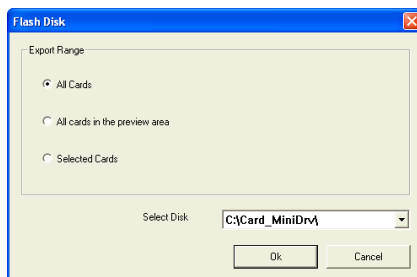 Flash Disk
Export Range
All Cards
All cards in the preview area
Selected Cards
Select Disk
C:\Card_MiniDrv\
Ok
Cancel